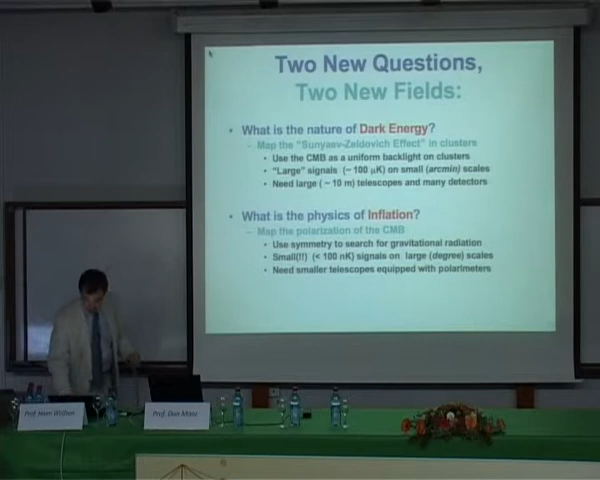 Two New Questions,
Two New Fields:
• What is the nature of Dark Energy?
– Map the "Sunyaev-Zeldovich Effect" in clusters
• Use the CMB as a uniform backlight on clusters
• "Large" signals (~ 100 μK) on small (arcmin) scales
• Need large ( ~ 10 m) telescopes and many detectors
• What is the physics of Inflation?
– Map the polarization of the CMB
• Use symmetry to search for gravitational radiation
• Small(!!) (< 100 nK) signals on large (degree) scales
• Need smaller telescopes equipped with polarimeters
Prof.
Prof. Dan